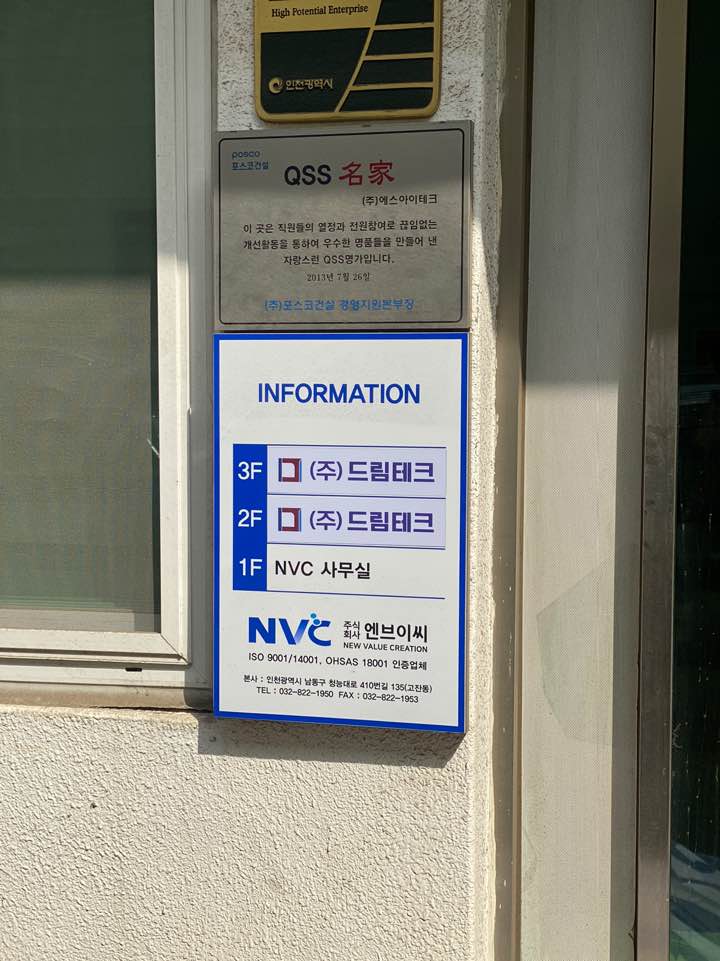 High Potential Enterprise
인천광역시
posco
포스코건설
QSS 名家
(주)에스아이테크
이 곳은 직원들의 열정과 전원참여로 끊임없는
개선활동을 통하여 우수한 명품들을 만들어 낸
자랑스런 QSS명가입니다.
2013년 7월 26일
(주)포스코건설 경영지원본부장
INFORMATION
3F (주)드림테크
2F (주)드림테크
1F NVC 사무실
NVC 주식회사 엔브이씨
NEW VALUE CREATION
ISO 9001/14001, OHSAS 18001 인증업체
본사 : 인천광역시 남동구 청능대로 410번길 135(고잔동)
TEL : 032-822-1950 FAX : 032-822-1953